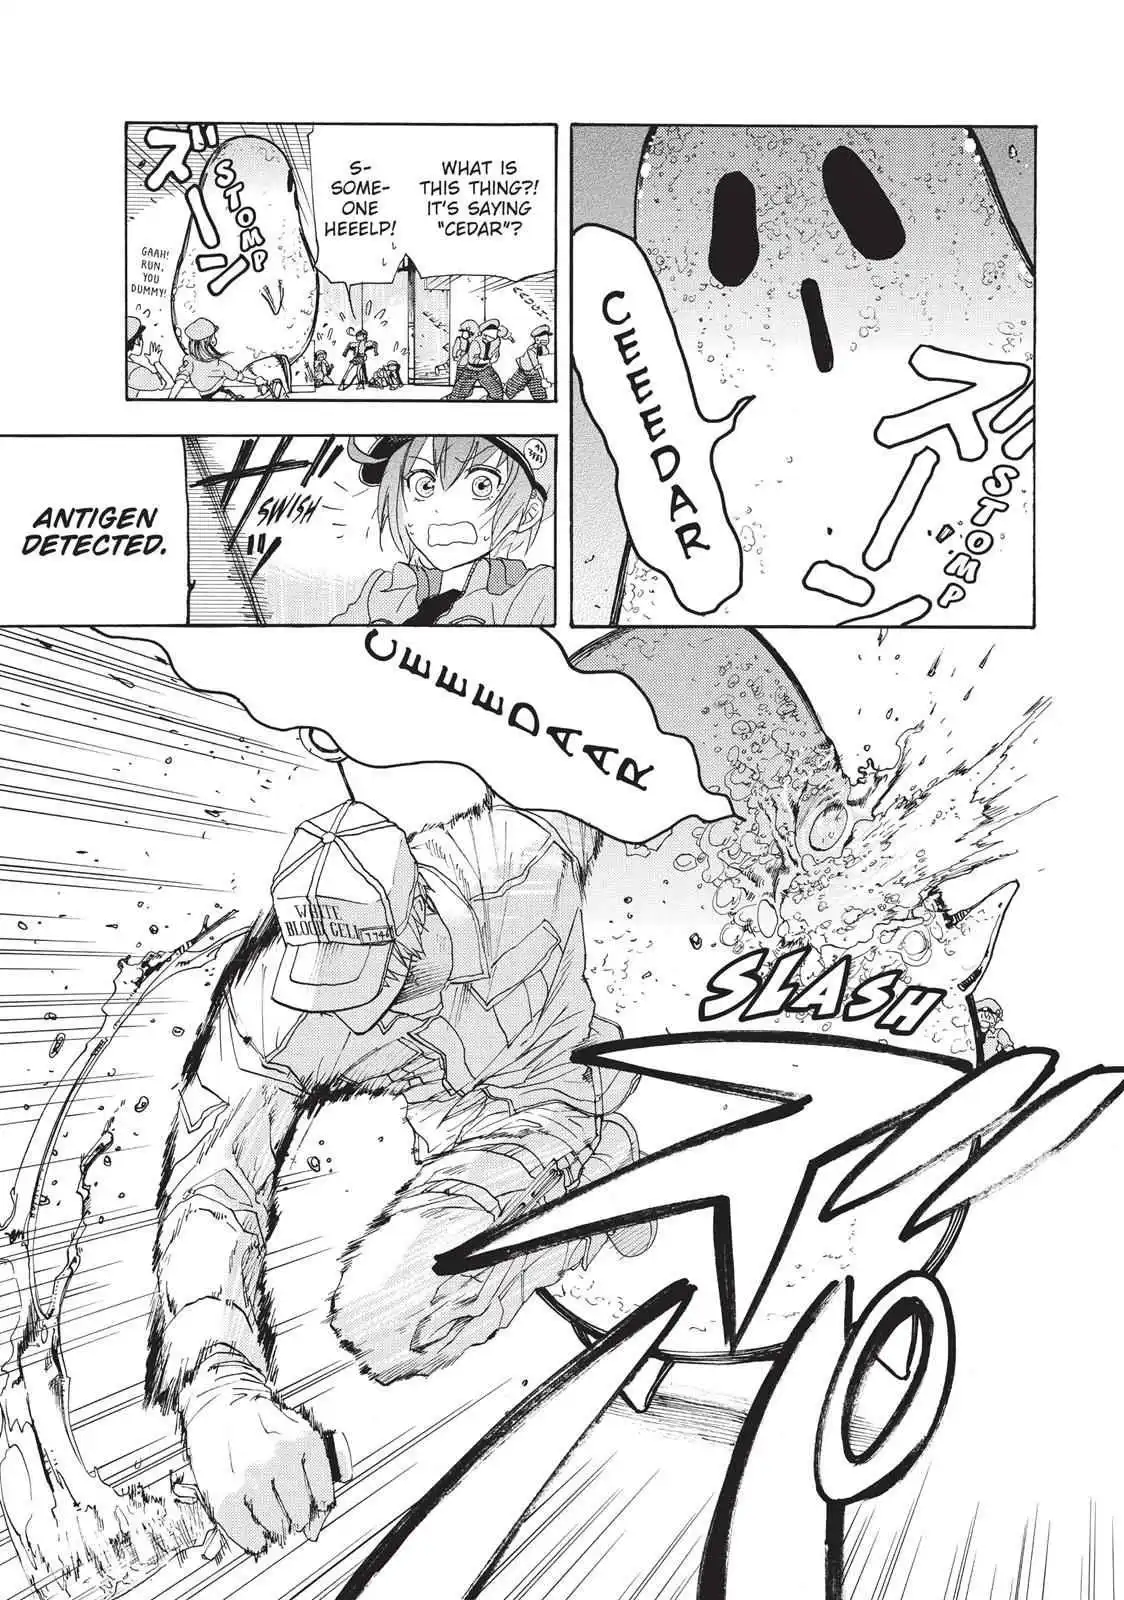 CEEEDAR
ズーン
STOMP
WHAT IS
THIS THING?!
IT'S SAYING
"CEDAR"?
S-
SOME-
ONE
HEEELP!
ズーン
STOMP
GAAH!
RUN,
YOU
DUMMY!
SWISH
ANTIGEN
DETECTED.
CEEEDAAR
WHITE
BLOOD CELL
SLASH